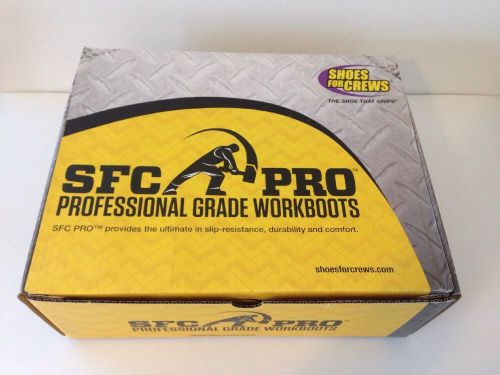 SHOES
FOR CREWS
THE SHOE THAT GRIPS®
SFC PRO™
PROFESSIONAL GRADE WORKBOOTS
SFC PRO™ provides the ultimate in slip-resistance, durability and comfort.
shoesforcrews.com
SFC PRO
PROFESSIONAL GRADE WORKBOOTS